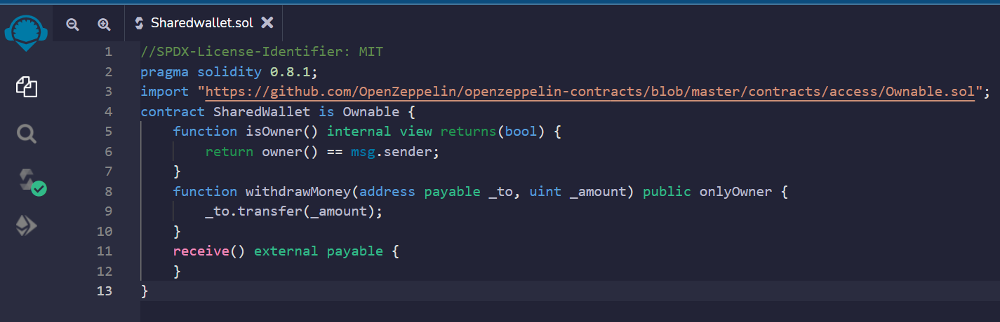 Sharedwallet.sol
1 //SPDX-License-Identifier: MIT
2 pragma solidity 0.8.1;
3 import "https://github.com/OpenZeppelin/openzeppelin-contracts/blob/master/contracts/access/Ownable.sol";
4 contract SharedWallet is Ownable {
5     function isOwner() internal view returns(bool) {
6         return owner() == msg.sender;
7     }
8     function withdrawMoney(address payable _to, uint _amount) public onlyOwner {
9         _to.transfer(_amount);
10     }
11     receive() external payable {
12     }
13 }